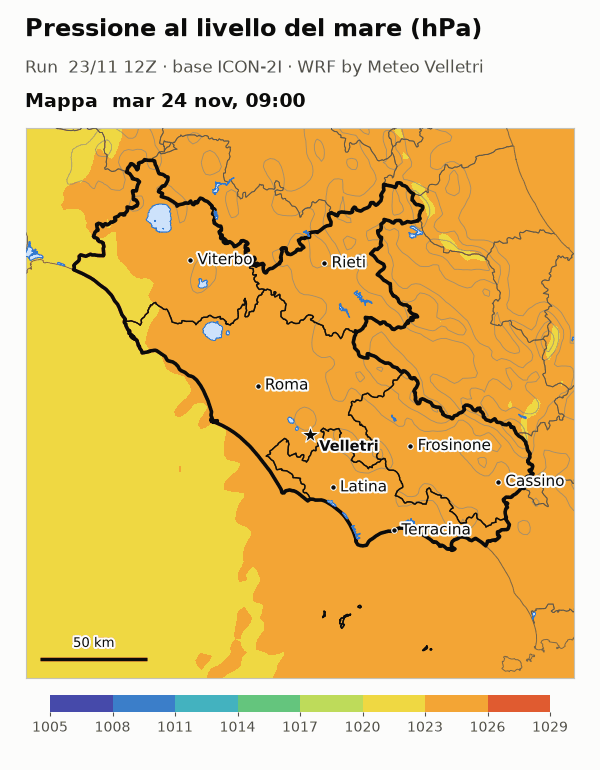 Pressione al livello del mare (hPa)
Run  23/11 12Z · base ICON-2I · WRF by Meteo Velletri
Mappa  mar 24 nov, 09:00
Viterbo
Rieti
Roma
Velletri
Frosinone
Latina
Cassino
Terracina
50 km
1005 1008 1011 1014 1017 1020 1023 1026 1029